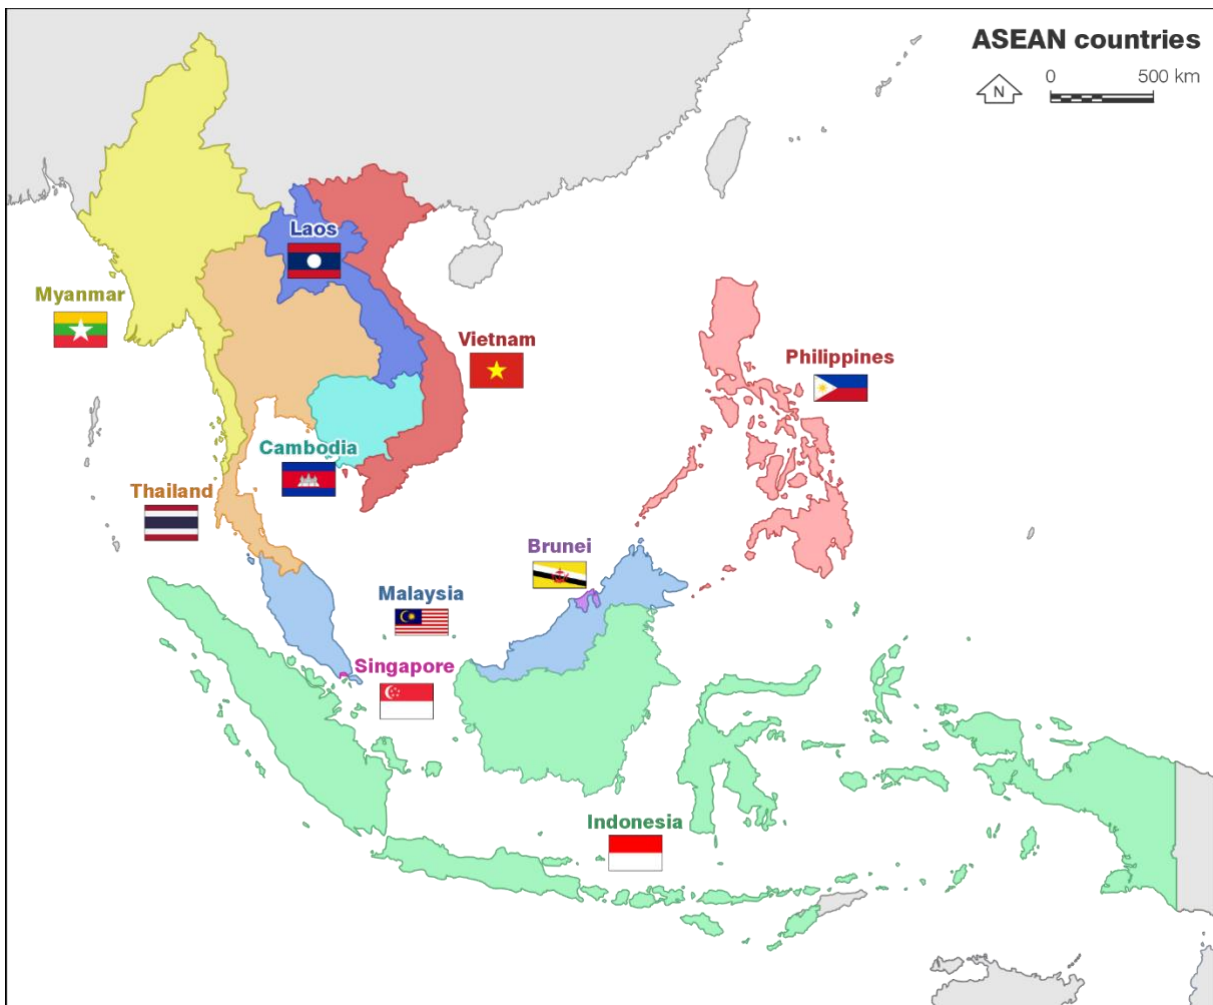 ASEAN countries
N
0 500 km
Laos
Myanmar
Vietnam
Philippines
Cambodia
Thailand
Brunei
Malaysia
Singapore
Indonesia